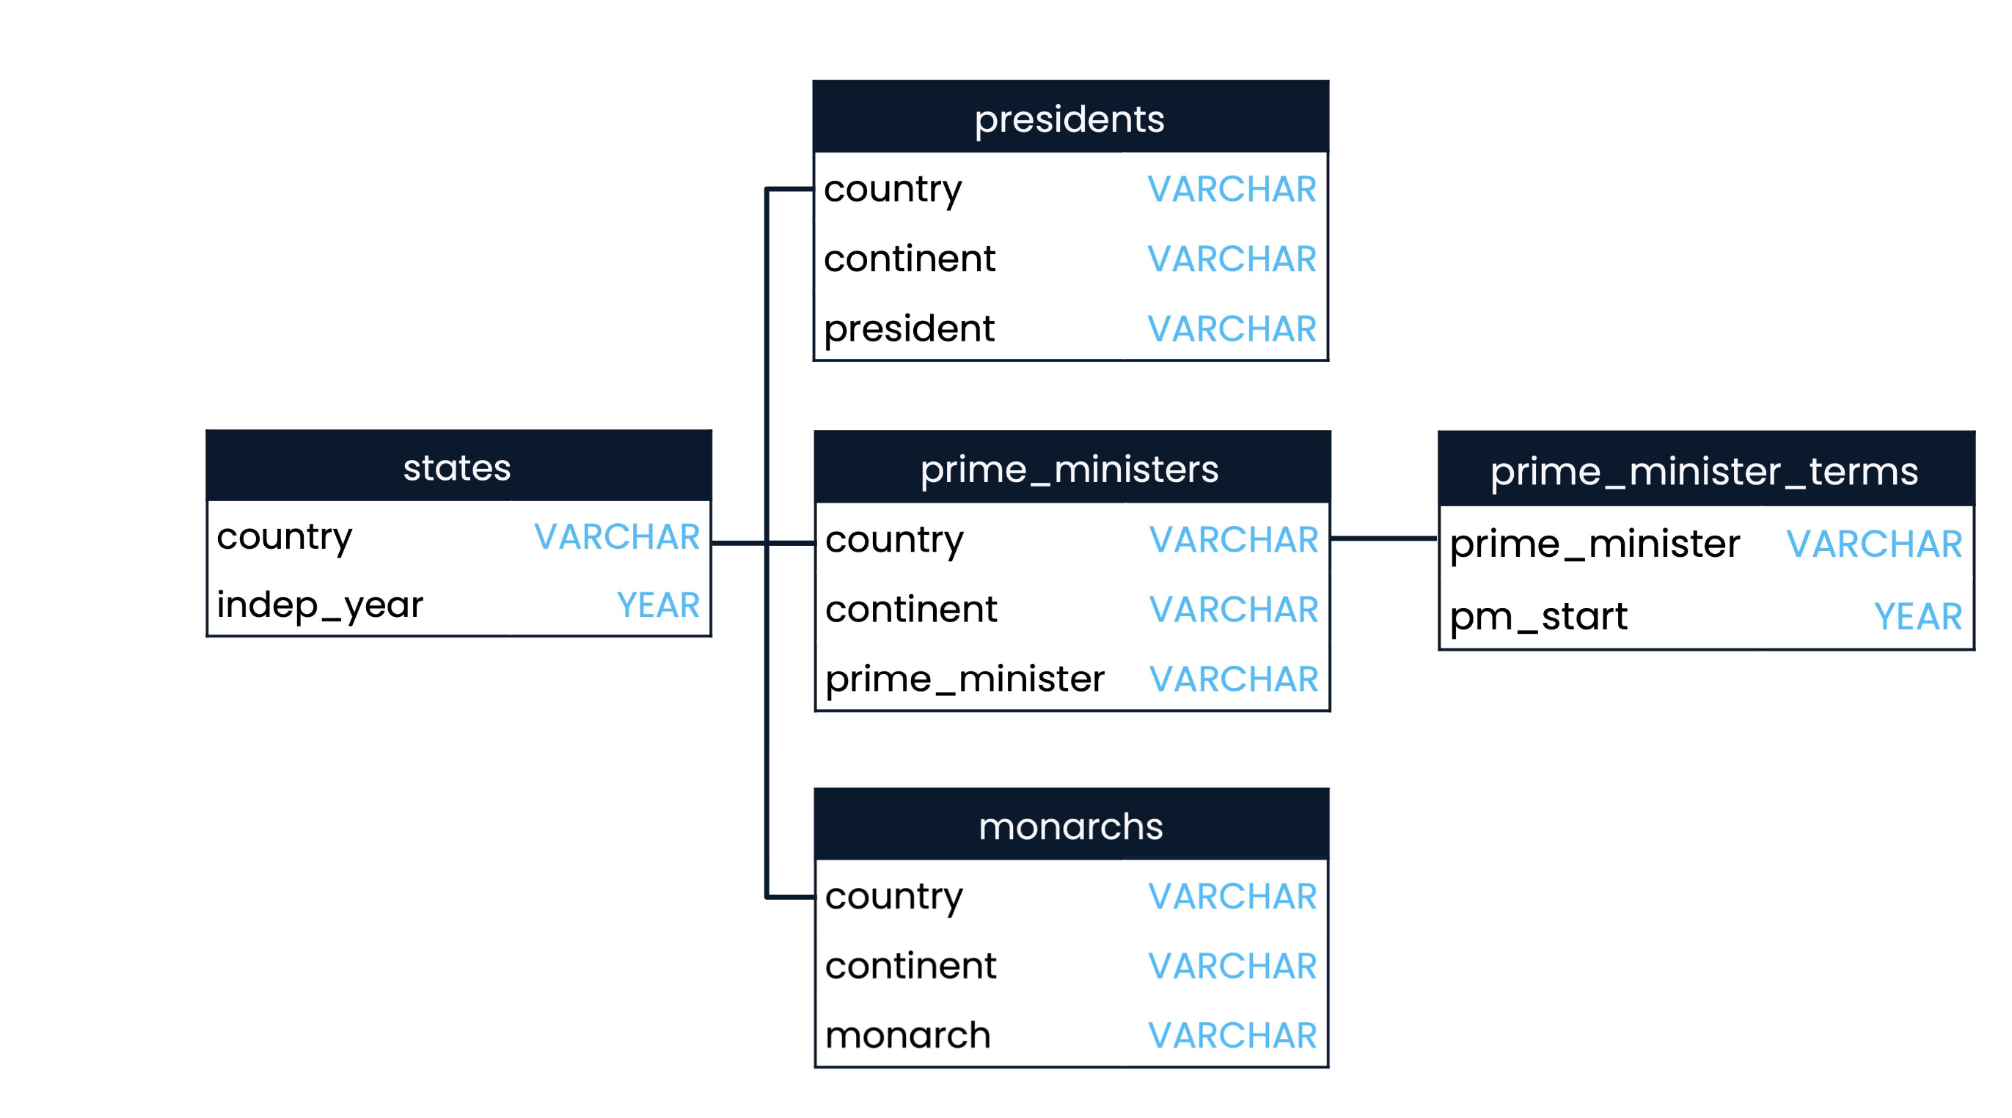 presidents
country VARCHAR
continent VARCHAR
president VARCHAR
states
country VARCHAR
indep_year YEAR
prime_ministers
country VARCHAR
continent VARCHAR
prime_minister VARCHAR
prime_minister_terms
prime_minister VARCHAR
pm_start YEAR
monarchs
country VARCHAR
continent VARCHAR
monarch VARCHAR